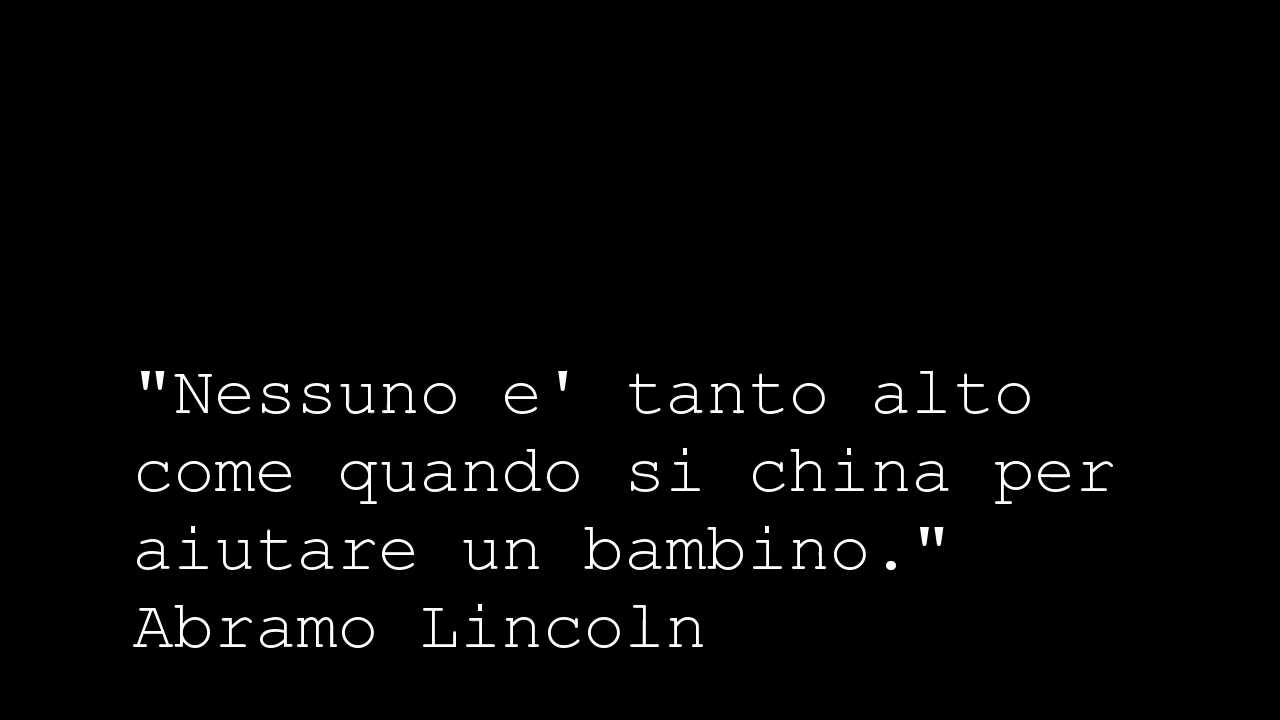 "Nessuno e' tanto alto
come quando si china per
aiutare un bambino."
Abramo Lincoln